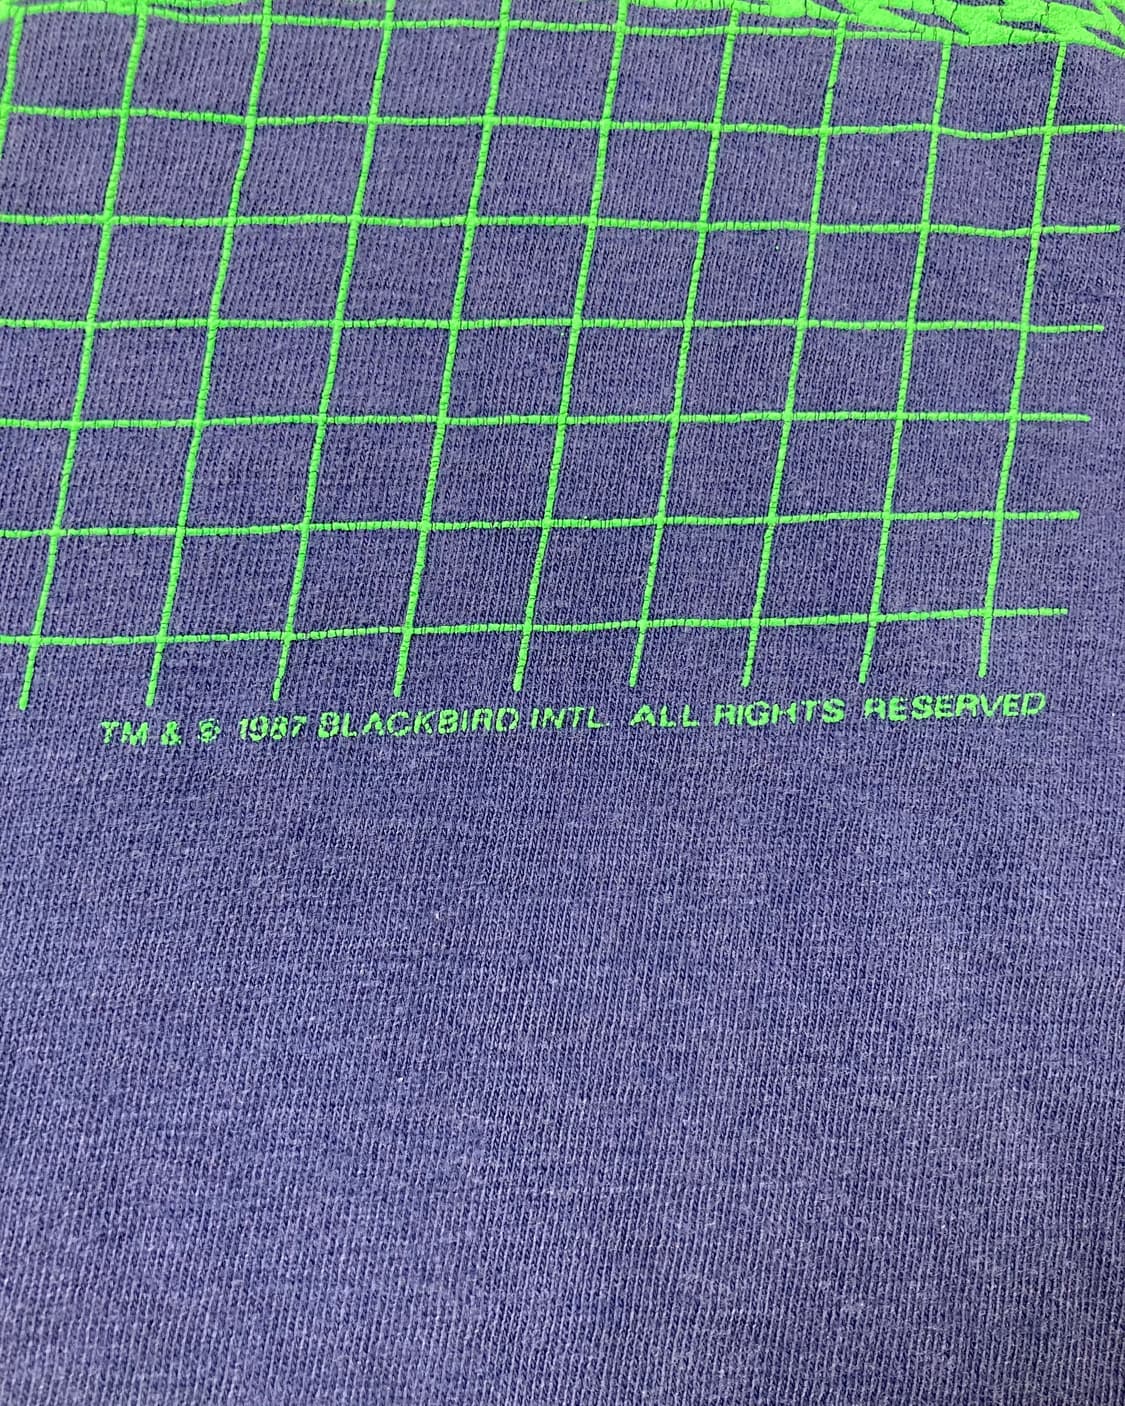 TM & © 1987 BLACKBIRD INTL. ALL RIGHTS RESERVED